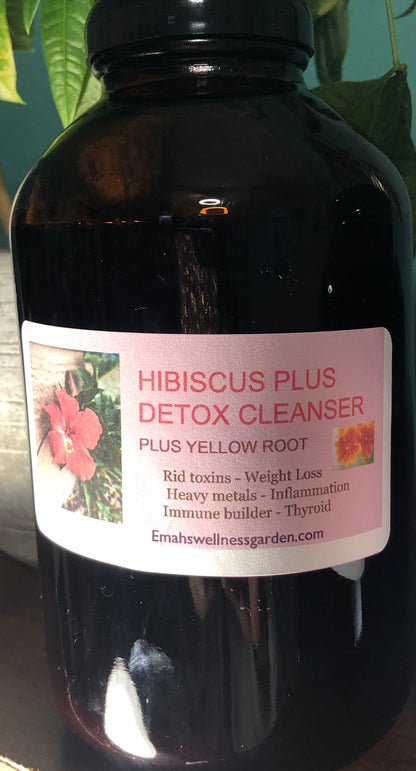 HIBISCUS PLUS
DETOX CLEANSER
PLUS YELLOW ROOT
Rid toxins - Weight Loss
Heavy metals - Inflammation
Immune builder - Thyroid
Emahswellnessgarden.com